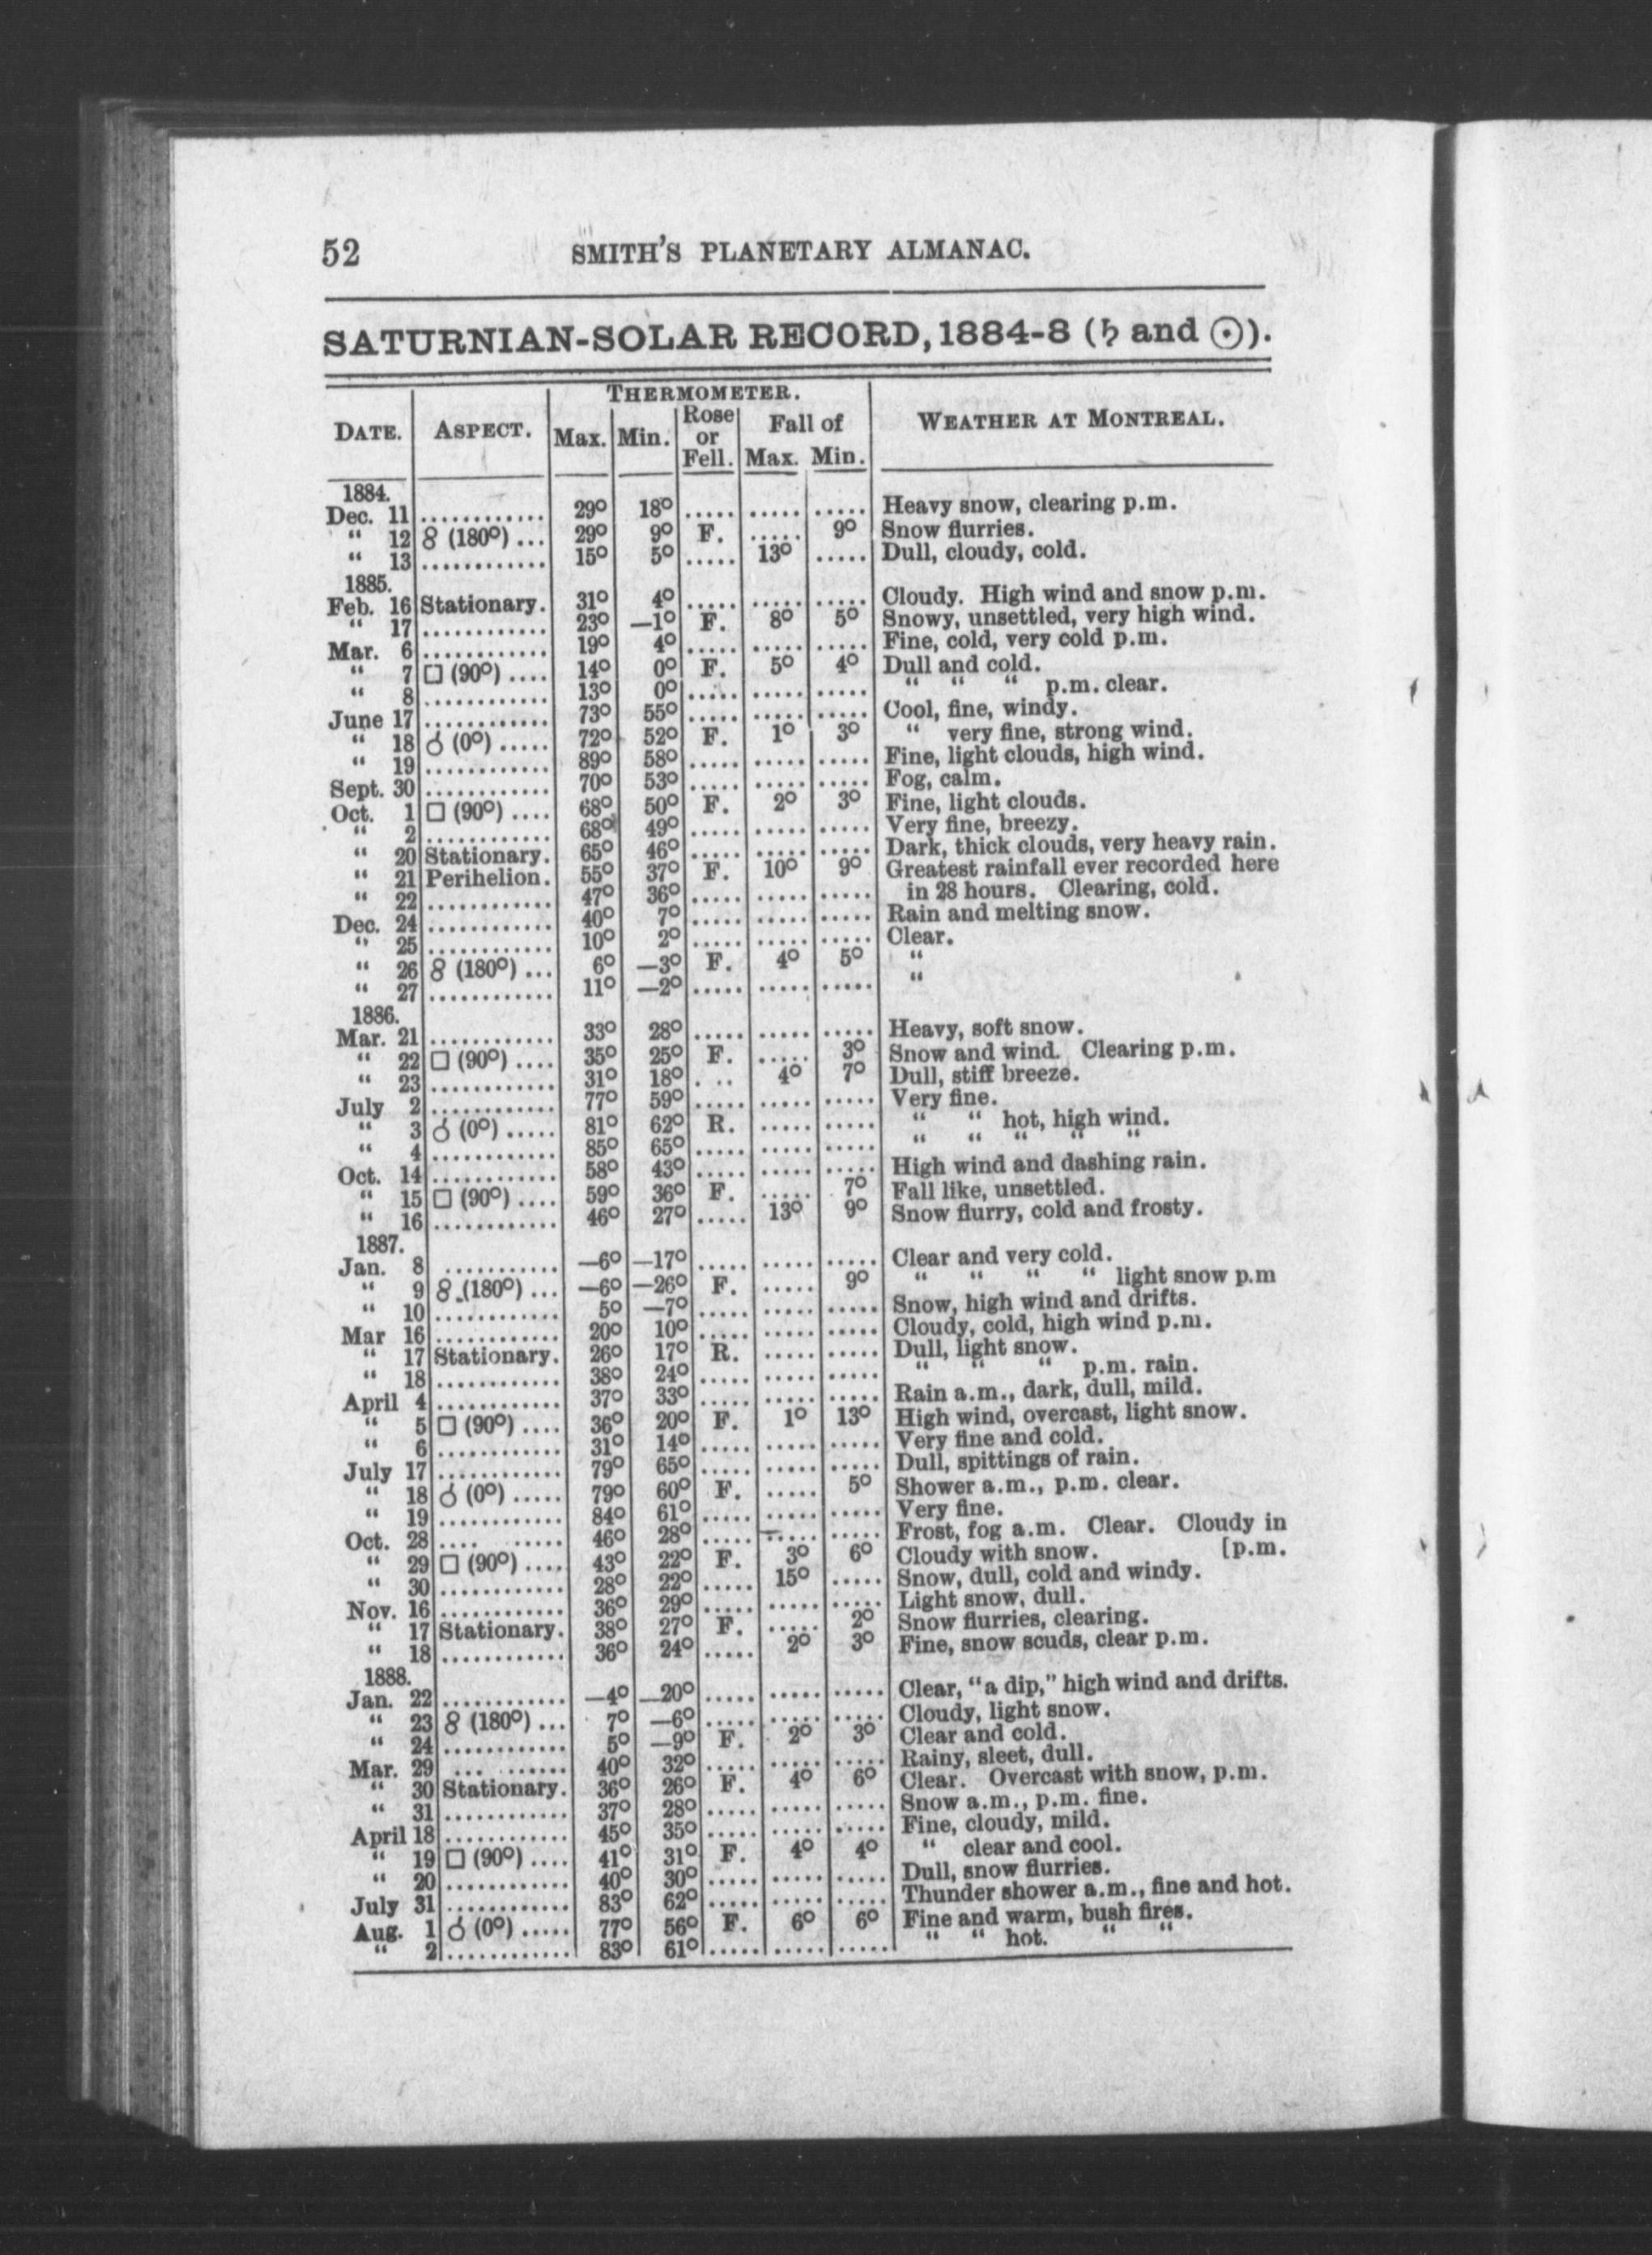 52 SMITH'S PLANETARY ALMANAC.
SATURNIAN-SOLAR RECORD, 1884-8 (♄ and ☉).
THERMOMETER.
DATE. ASPECT. Max. Min. Rose or Fell. Fall of Max. Min. WEATHER AT MONTREAL.
1884.
Dec. 11 ............ 29° 18° ..... ..... ..... Heavy snow, clearing p.m.
" 12 ☍ (180°) ... 29° 9° F. ..... 9° Snow flurries.
" 13 ............ 15° 5° ..... 13° ..... Dull, cloudy, cold.
1885.
Feb. 16 Stationary. 31° 4° ..... ..... ..... Cloudy. High wind and snow p.m.
" 17 ............ 23° —1° F. 8° 5° Snowy, unsettled, very high wind.
Mar. 6 ............ 19° 4° ..... ..... ..... Fine, cold, very cold p.m.
" 7 □ (90°) .... 14° 0° F. 5° 4° Dull and cold.
" 8 ............ 13° 0° ..... ..... ..... " " " p.m. clear.
June 17 ............ 73° 55° ..... ..... ..... Cool, fine, windy.
" 18 ☌ (0°) ..... 72° 52° F. 1° 3° " very fine, strong wind.
" 19 ............ 89° 58° ..... ..... ..... Fine, light clouds, high wind.
Sept. 30 ............ 70° 53° ..... ..... ..... Fog, calm.
Oct. 1 □ (90°) .... 68° 50° F. 2° 3° Fine, light clouds.
" 2 ............ 68° 49° ..... ..... ..... Very fine, breezy.
" 20 Stationary. 65° 46° ..... ..... ..... Dark, thick clouds, very heavy rain.
" 21 Perihelion. 55° 37° F. 10° 9° Greatest rainfall ever recorded here
" 22 ............ 47° 36° ..... ..... ..... in 28 hours. Clearing, cold.
Dec. 24 ............ 40° 7° ..... ..... ..... Rain and melting snow.
" 25 ............ 10° 2° ..... ..... ..... Clear.
" 26 ☍ (180°) ... 6° —3° F. 4° 5° "
" 27 ............ 11° —2° ..... ..... ..... "
1886.
Mar. 21 ............ 33° 28° ..... ..... ..... Heavy, soft snow.
" 22 □ (90°) .... 35° 25° F. ..... 3° Snow and wind. Clearing p.m.
" 23 ............ 31° 18° . .. 4° 7° Dull, stiff breeze.
July 2 ............ 77° 59° ..... ..... ..... Very fine.
" 3 ☌ (0°) ..... 81° 62° R. ..... ..... " " hot, high wind.
" 4 ............ 85° 65° ..... ..... ..... " " " " "
Oct. 14 ............ 58° 43° ..... ..... ..... High wind and dashing rain.
" 15 □ (90°) .... 59° 36° F. ..... 7° Fall like, unsettled.
" 16 ............ 46° 27° ..... 13° 9° Snow flurry, cold and frosty.
1887.
Jan. 8 ........... —6° —17° ..... ..... ..... Clear and very cold.
" 9 ☍ (180°) ... —6° —26° F. ..... 9° " " " " light snow p.m
" 10 ............ 5° —7° ..... ..... ..... Snow, high wind and drifts.
Mar 16 ............ 20° 10° ..... ..... ..... Cloudy, cold, high wind p.m.
" 17 Stationary. 26° 17° R. ..... ..... Dull, light snow.
" 18 ............ 38° 24° ..... ..... ..... " " " p.m. rain.
April 4 ............ 37° 33° ..... ..... ..... Rain a.m., dark, dull, mild.
" 5 □ (90°) .... 36° 20° F. 1° 13° High wind, overcast, light snow.
" 6 ............ 31° 14° ..... ..... ..... Very fine and cold.
July 17 ............ 79° 65° ..... ..... ..... Dull, spittings of rain.
" 18 ☌ (0°) ..... 79° 60° F. ..... 5° Shower a.m., p.m. clear.
" 19 ............ 84° 61° ..... ..... ..... Very fine.
Oct. 28 .... ...... 46° 28° ..... ..... ..... Frost, fog a.m. Clear. Cloudy in
" 29 □ (90°) .... 43° 22° F. 3° 6° Cloudy with snow. [p.m.
" 30 ............ 28° 22° ..... 15° ..... Snow, dull, cold and windy.
Nov. 16 ............ 36° 29° ..... ..... ..... Light snow, dull.
" 17 Stationary. 38° 27° F. ..... 2° Snow flurries, clearing.
" 18 ............ 36° 24° ..... 2° 3° Fine, snow scuds, clear p.m.
1888.
Jan. 22 ............ —4° —20° ..... ..... ..... Clear, "a dip," high wind and drifts.
" 23 ☍ (180°) ... 7° —6° ..... ..... ..... Cloudy, light snow.
" 24 ............ 5° —9° F. 2° 3° Clear and cold.
Mar. 29 ... ....... 40° 32° ..... ..... ..... Rainy, sleet, dull.
" 30 Stationary. 36° 26° F. 4° 6° Clear. Overcast with snow, p.m.
" 31 ............ 37° 28° ..... ..... ..... Snow a.m., p.m. fine.
April 18 ............ 45° 35° ..... ..... ..... Fine, cloudy, mild.
" 19 □ (90°) .... 41° 31° F. 4° 4° " clear and cool.
" 20 ............ 40° 30° ..... ..... ..... Dull, snow flurries.
July 31 ............ 83° 62° ..... ..... ..... Thunder shower a.m., fine and hot.
Aug. 1 ☌ (0°) ..... 77° 56° F. 6° 6° Fine and warm, bush fires.
" 2 ............ 83° 61° ..... ..... ..... " " hot. " "